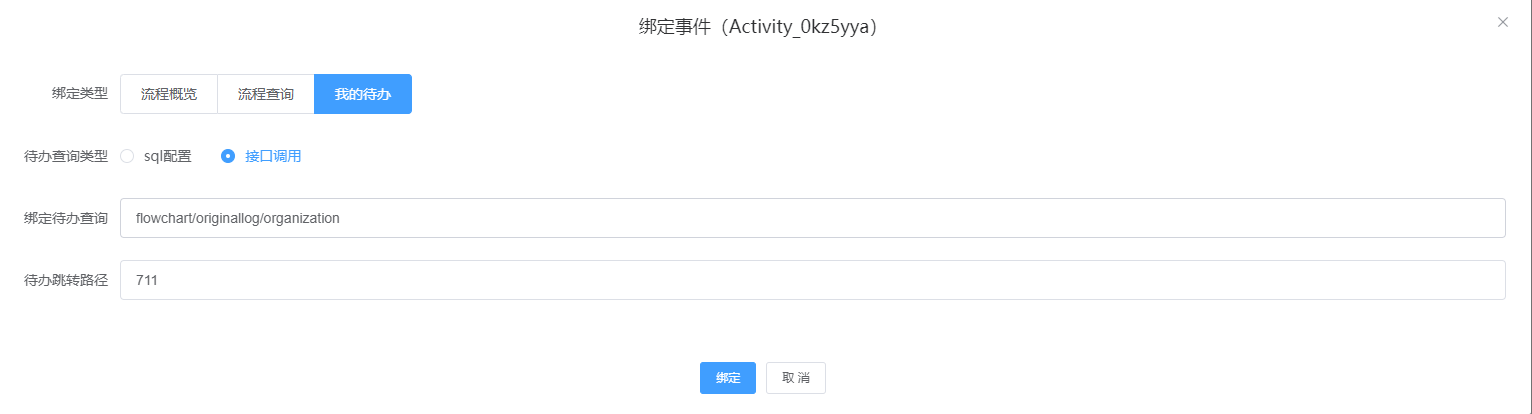 绑定事件（Activity_0kz5yya）
绑定类型 流程概览 流程查询 我的待办
待办查询类型 sql配置 接口调用
绑定待办查询 flowchart/originallog/organization
待办跳转路径 711
绑定 取 消